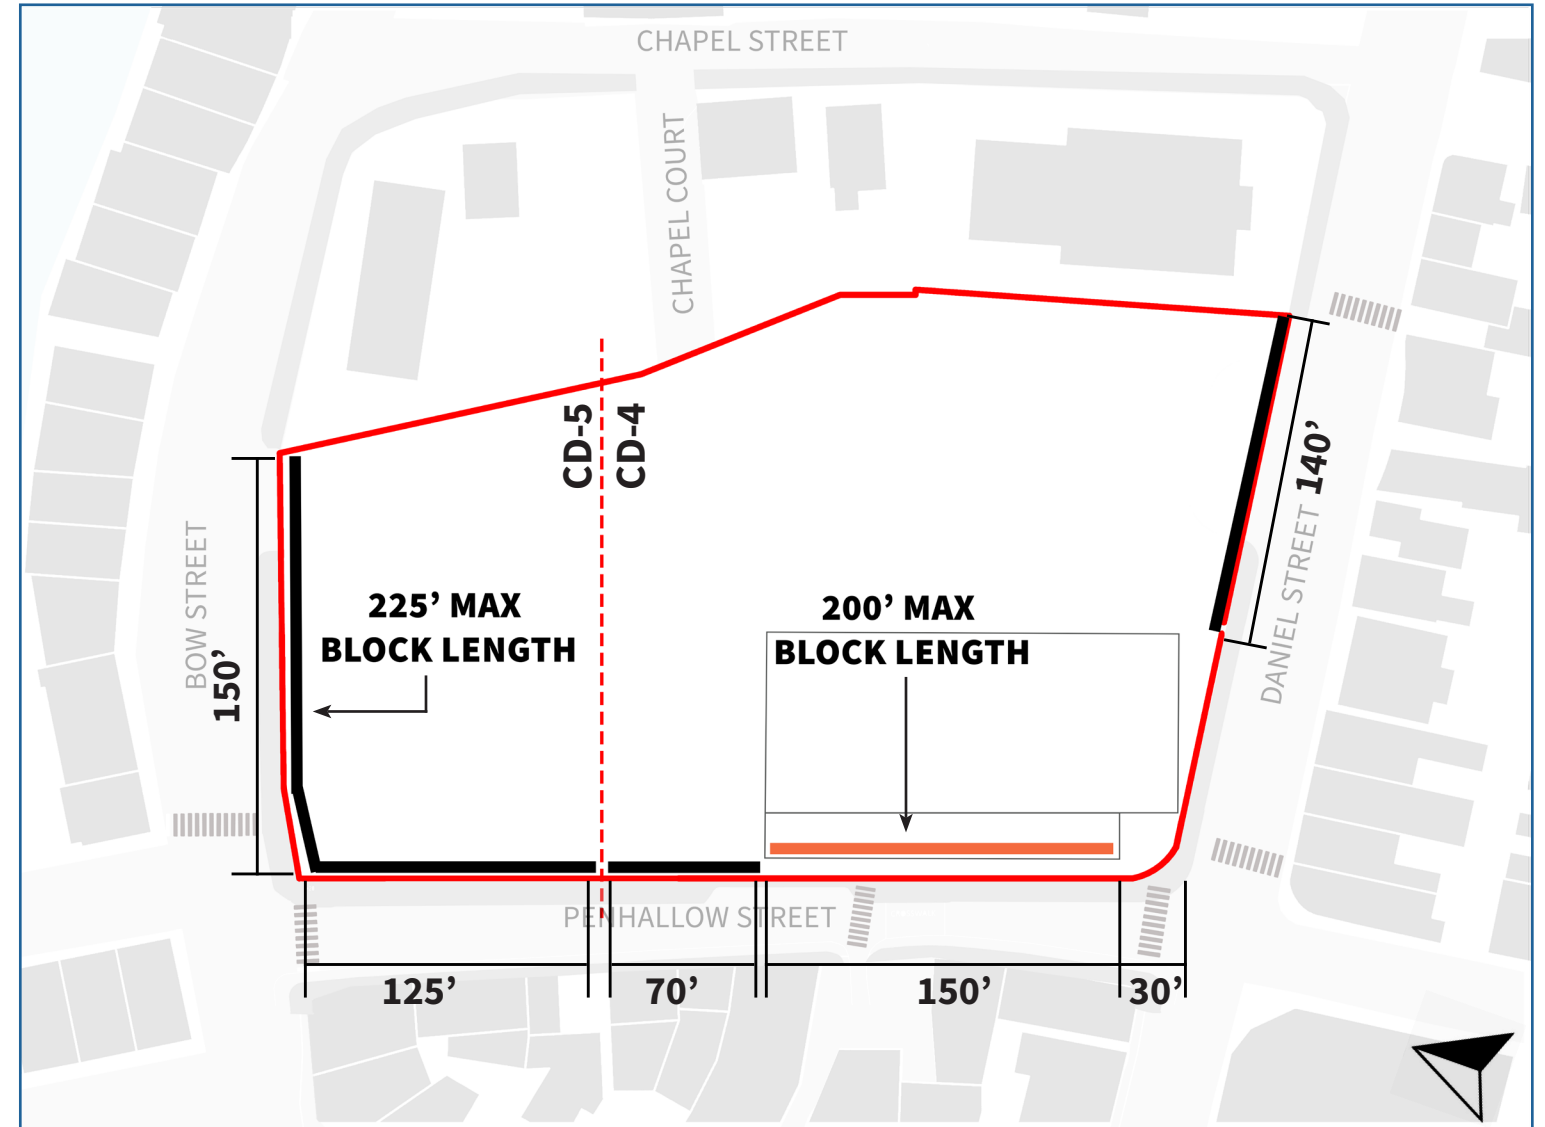 CHAPEL STREET
CHAPEL COURT
CD-5
CD-4
140’
DANIEL STREET
BOW STREET
150’
225’ MAX
BLOCK LENGTH
200’ MAX
BLOCK LENGTH
PENHALLOW STREET
125’
70’
150’
30’